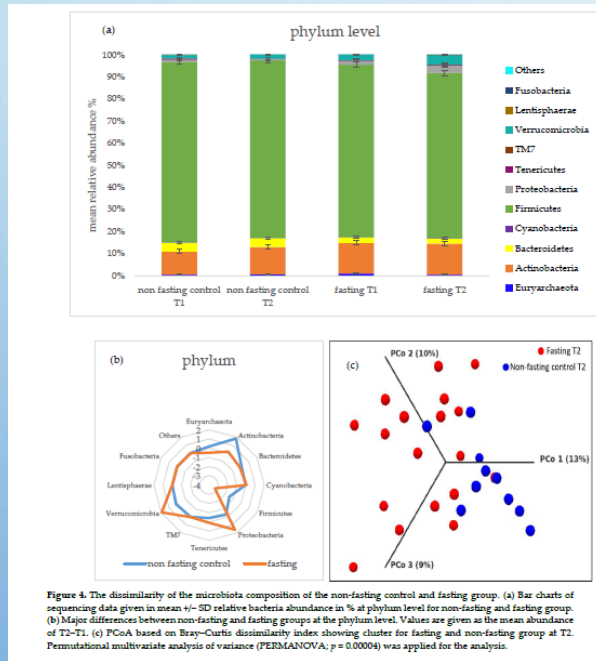 (a)
phylum level
mean relative abundance %
100%
90%
80%
70%
60%
50%
40%
30%
20%
10%
0%
non fasting control
T1
non fasting control
T2
fasting T1
fasting T2
Others
Fusobacteria
Lentisphaerae
Verrucomicrobia
TM7
Tenericutes
Proteobacteria
Firmicutes
Cyanobacteria
Bacteroidetes
Actinobacteria
Euryarchaeota
(b)
phylum
Euryarchaeota
Actinobacteria
Bacteroidetes
Cyanobacteria
Firmicutes
Proteobacteria
Tenericutes
TM7
Verrucomicrobia
Lentisphaerae
Fusobacteria
Others
2
1
0
-1
-2
-3
-4
non fasting control
fasting
(c)
PCo 2 (10%)
Fasting T2
Non-fasting control T2
PCo 1 (13%)
PCo 3 (9%)
Figure 4. The dissimilarity of the microbiota composition of the non-fasting control and fasting group. (a) Bar charts of
sequencing data given in mean +/− SD relative bacteria abundance in % at phylum level for non-fasting and fasting group.
(b) Major differences between non-fasting and fasting groups at the phylum level. Values are given as the mean abundance
of T2–T1. (c) PCoA based on Bray–Curtis dissimilarity index showing cluster for fasting and non-fasting group at T2.
Permutational multivariate analysis of variance (PERMANOVA; p = 0.00004) was applied for the analysis.